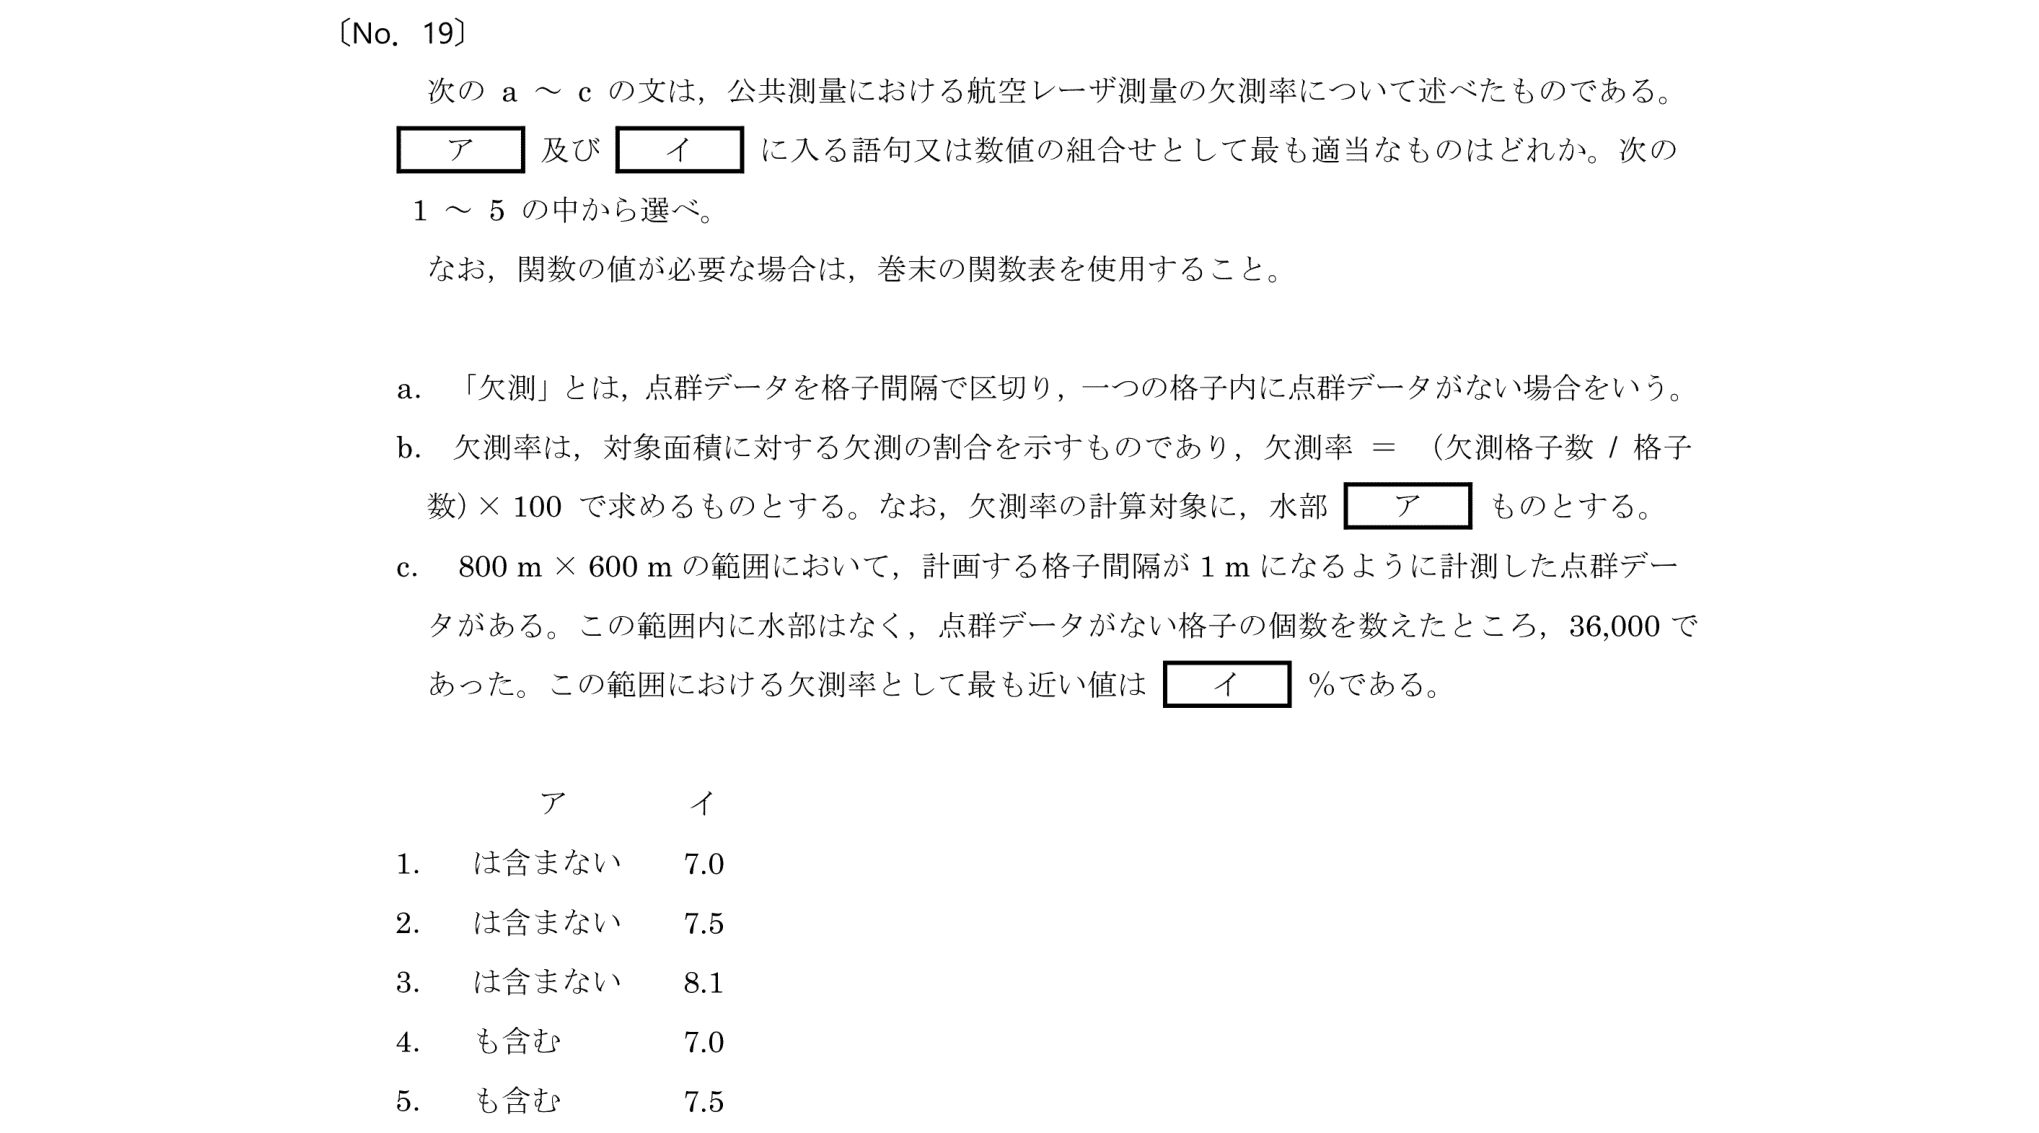 〔No. 19〕
次の a ～ c の文は，公共測量における航空レーザ測量の欠測率について述べたものである。
ア 及び イ に入る語句又は数値の組合せとして最も適当なものはどれか。次の
1 ～ 5 の中から選べ。
なお，関数の値が必要な場合は，巻末の関数表を使用すること。
a. 「欠測」とは，点群データを格子間隔で区切り，一つの格子内に点群データがない場合をいう。
b. 欠測率は，対象面積に対する欠測の割合を示すものであり，欠測率 ＝ （欠測格子数 / 格子
数）× 100 で求めるものとする。なお，欠測率の計算対象に，水部 ア ものとする。
c. 800 m × 600 m の範囲において，計画する格子間隔が 1 m になるように計測した点群デー
タがある。この範囲内に水部はなく，点群データがない格子の個数を数えたところ，36,000 で
あった。この範囲における欠測率として最も近い値は イ ％である。
ア イ
1. は含まない 7.0
2. は含まない 7.5
3. は含まない 8.1
4. も含む 7.0
5. も含む 7.5